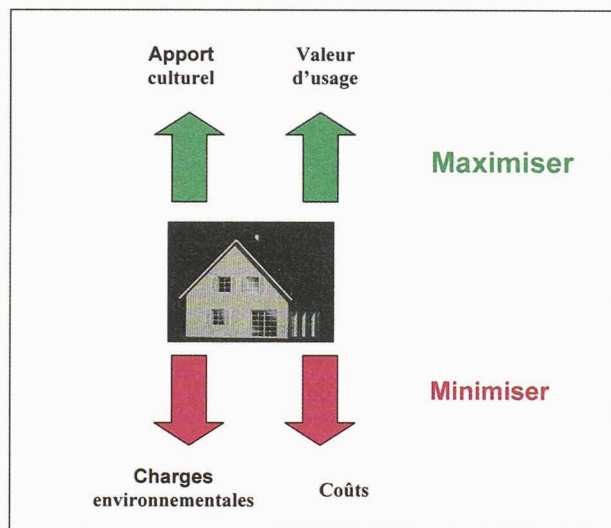 Apport
culturel
Valeur
d'usage
Maximiser
Minimiser
Charges
environnementales
Coûts